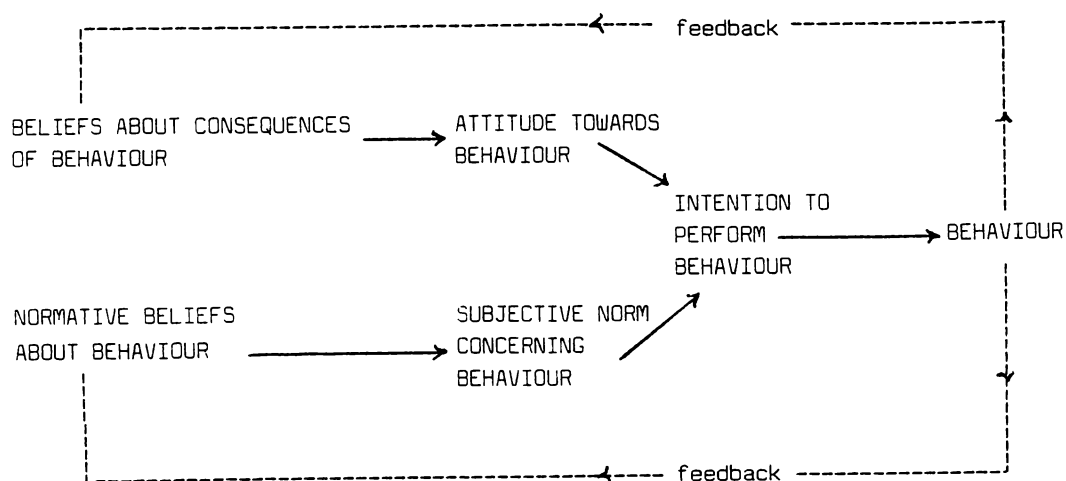 feedback
BELIEFS ABOUT CONSEQUENCES
OF BEHAVIOUR
ATTITUDE TOWARDS
BEHAVIOUR
INTENTION TO
PERFORM
BEHAVIOUR
BEHAVIOUR
NORMATIVE BELIEFS
ABOUT BEHAVIOUR
SUBJECTIVE NORM
CONCERNING
BEHAVIOUR
feedback